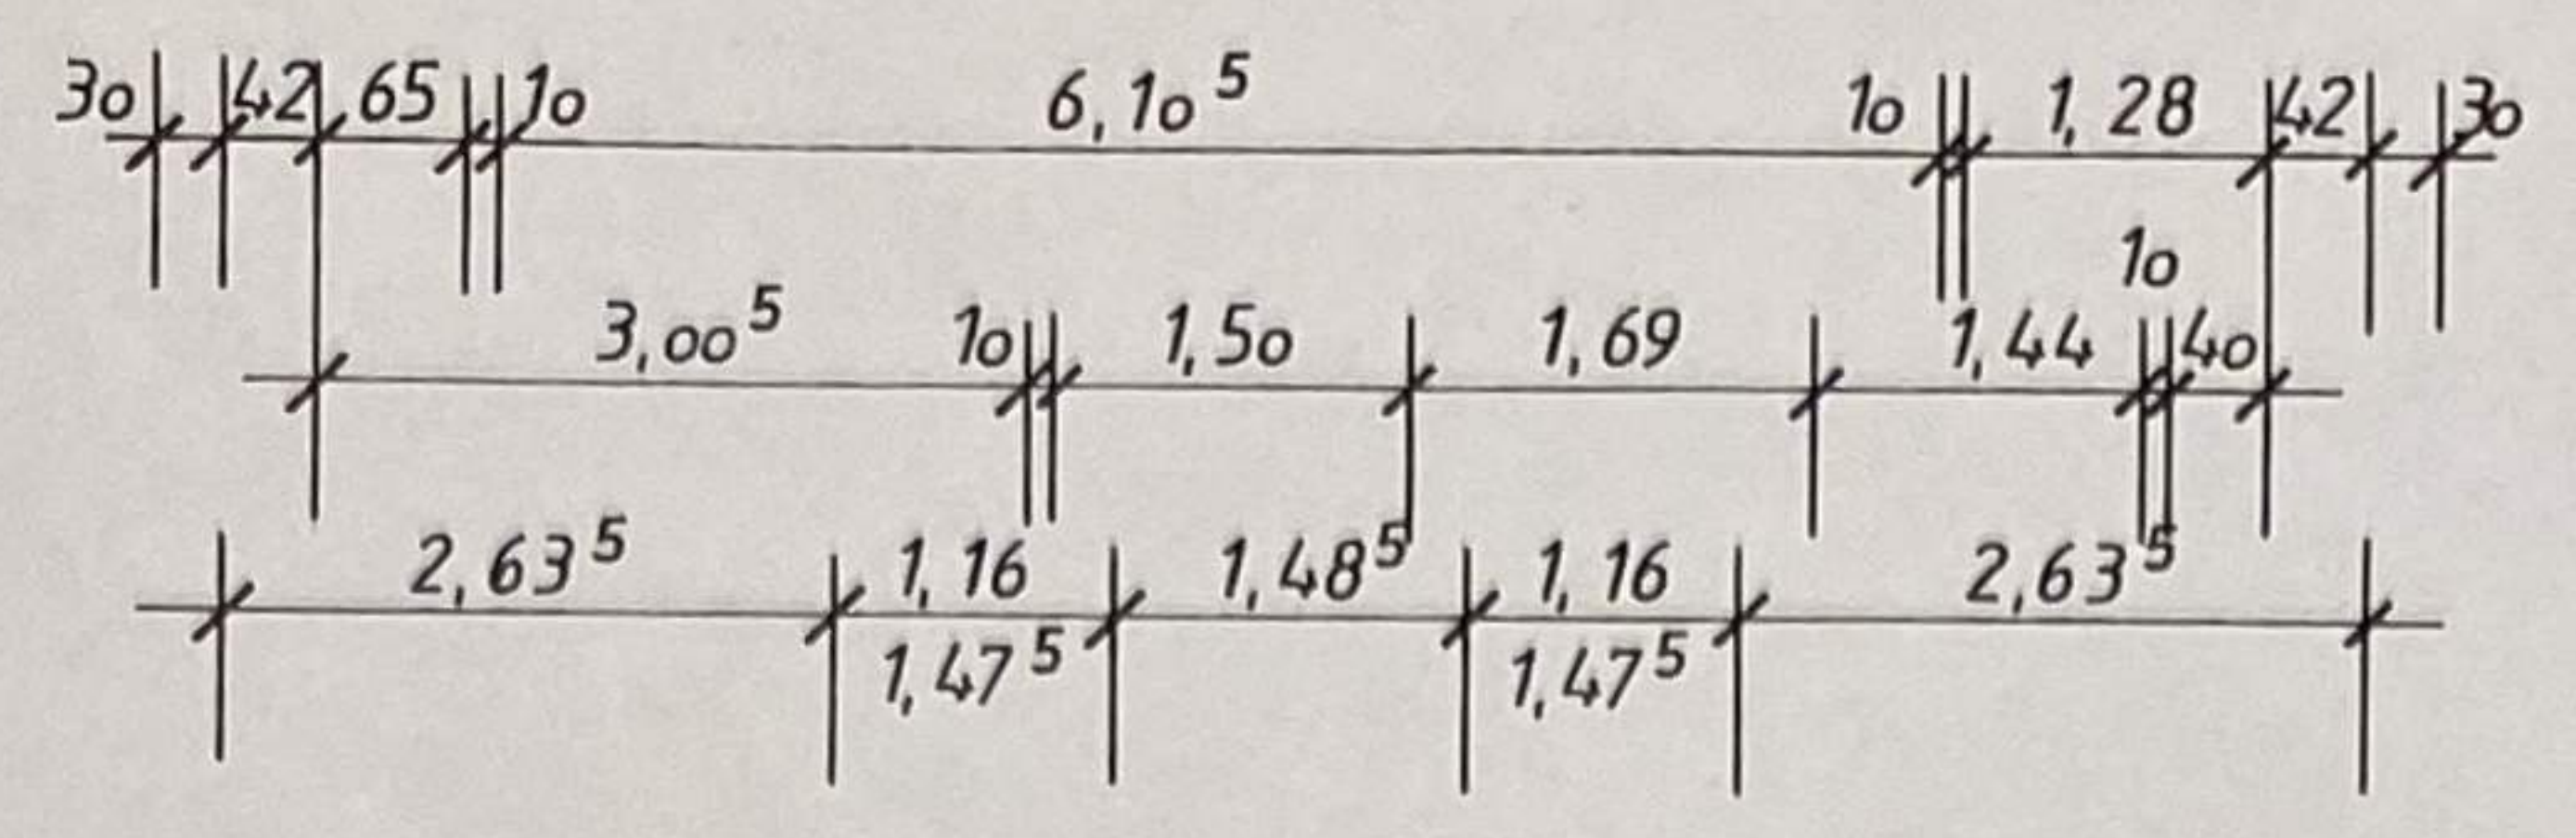 30 42 65 10 6,10⁵ 10 1,28 42 30
10
3,00⁵ 10 1,50 1,69 1,44 40
2,63⁵ 1,16 1,48⁵ 1,16 2,63⁵
1,47⁵ 1,47⁵